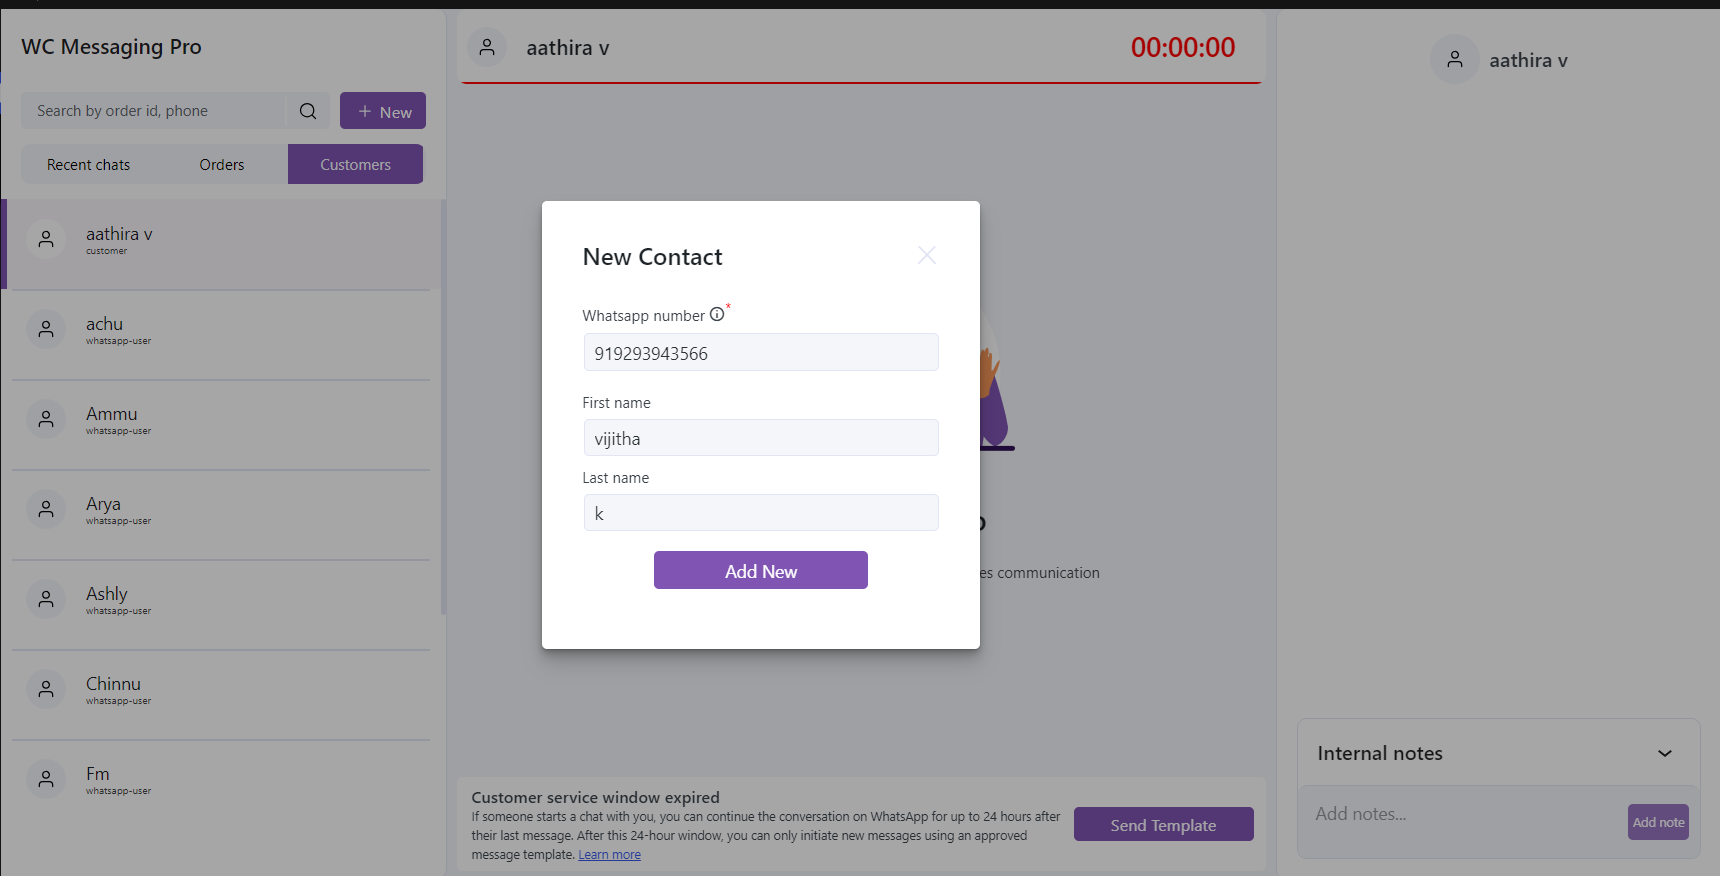 WC Messaging Pro
Search by order id, phone
+ New
Recent chats
Orders
Customers
aathira v
customer
achu
whatsapp-user
Ammu
whatsapp-user
Arya
whatsapp-user
Ashly
whatsapp-user
Chinnu
whatsapp-user
Fm
whatsapp-user
aathira v
00:00:00
New Contact
Whatsapp number *
919293943566
First name
vijitha
Last name
k
Add New
communication
Customer service window expired
If someone starts a chat with you, you can continue the conversation on WhatsApp for up to 24 hours after
their last message. After this 24-hour window, you can only initiate new messages using an approved
message template. Learn more
Send Template
aathira v
Internal notes
Add notes...
Add note